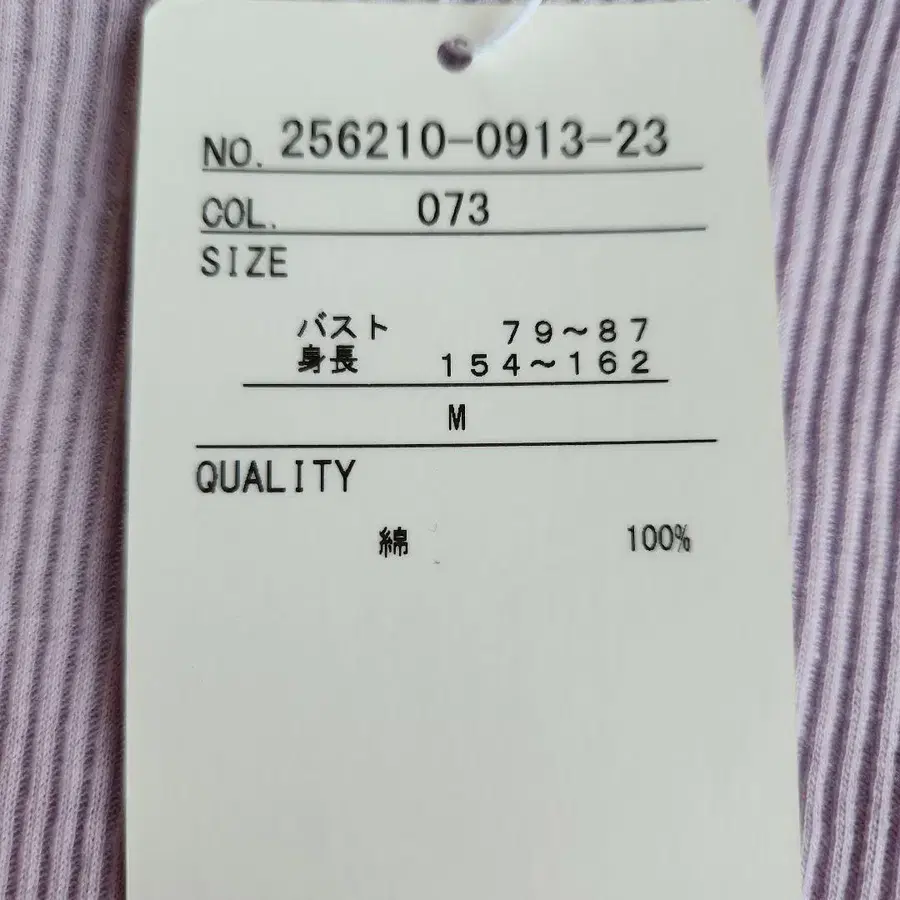 NO. 256210-0913-23
COL. 073
SIZE
バスト 79~87
身長 154~162
M
QUALITY
綿 100%